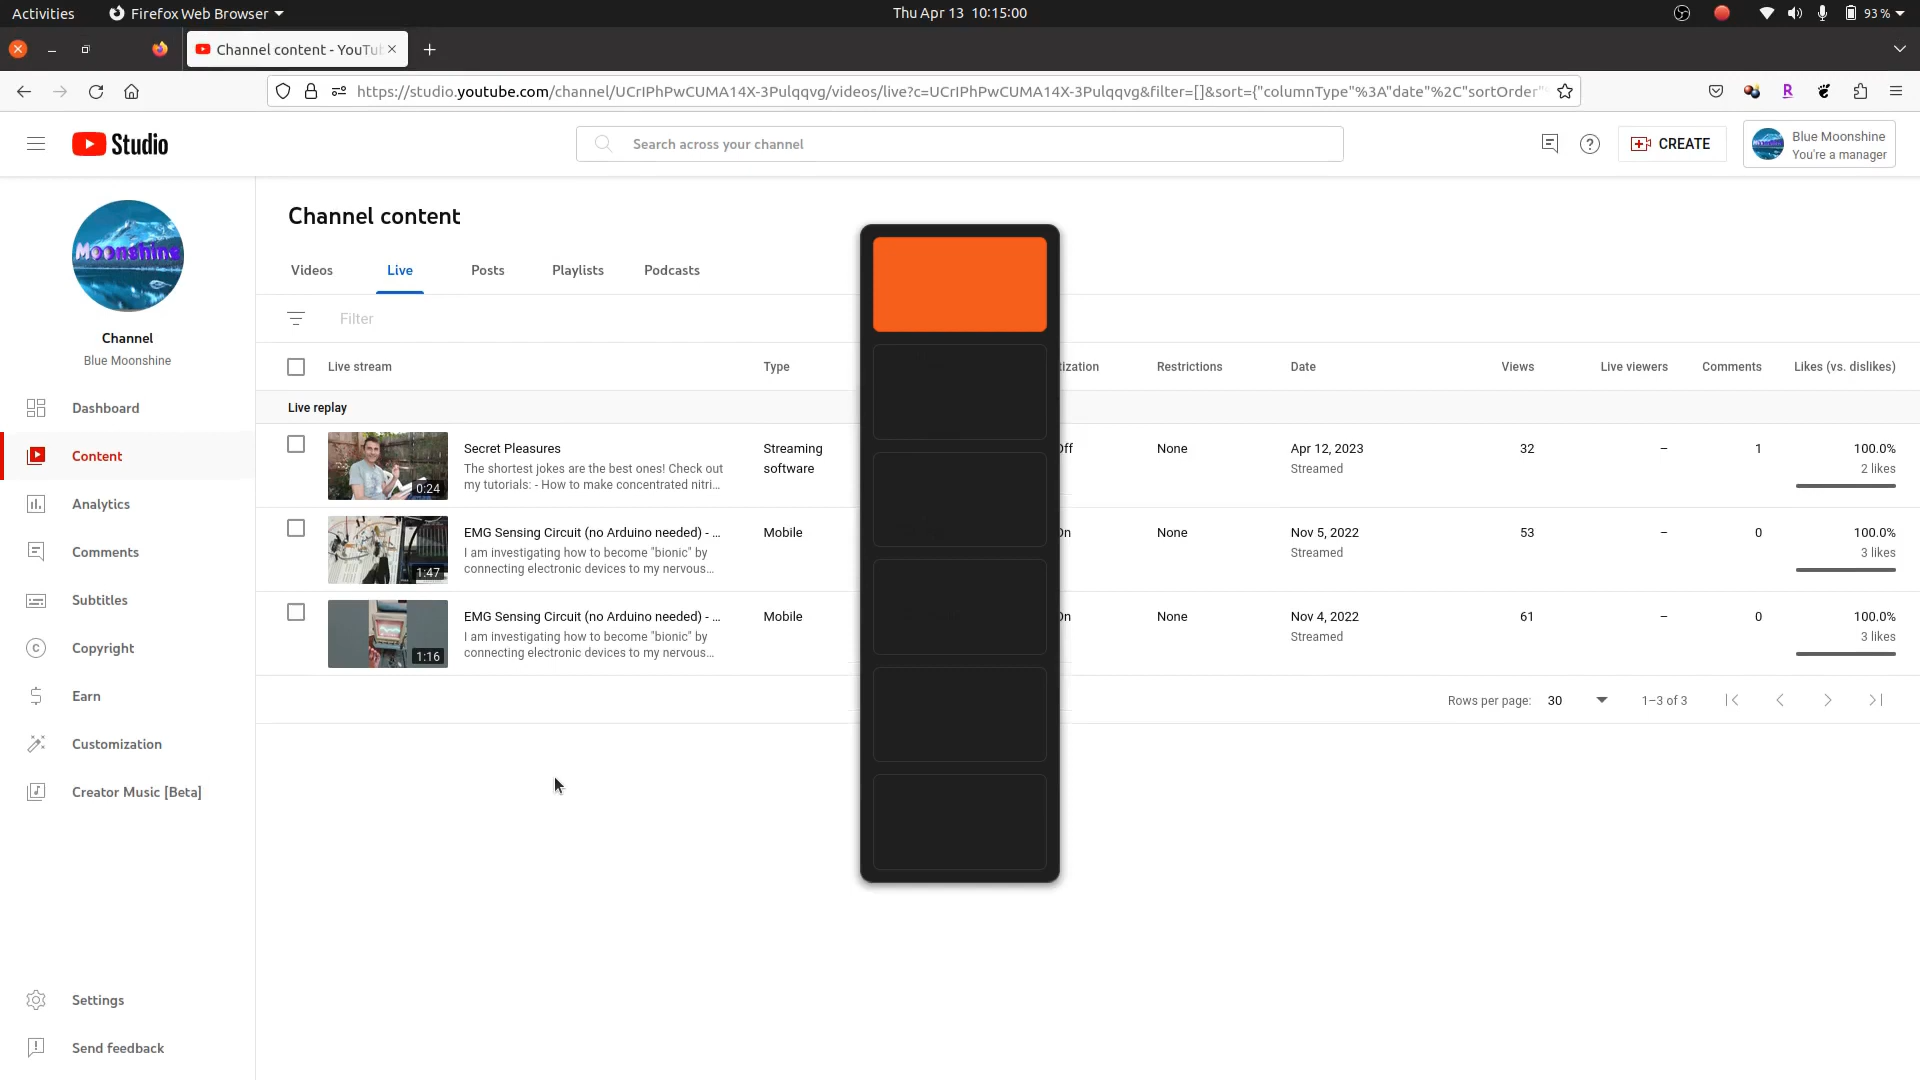 Activities
Firefox Web Browser
Thu Apr 13 10:15:00
93 %
Channel content - YouTu
https://studio.youtube.com/channel/UCrIPhPwCUMA14X-3Pulqqvg/videos/live?c=UCrIPhPwCUMA14X-3Pulqqvg&filter=[]&sort={"columnType"%3A"date"%2C"sortOrder"
Studio
Search across your channel
CREATE
Blue Moonshine
You're a manager
Moonshine
Channel
Blue Moonshine
Dashboard
Content
Analytics
Comments
Subtitles
Copyright
Earn
Customization
Creator Music [Beta]
Settings
Send feedback
Channel content
Videos Live Posts Playlists Podcasts
Filter
Live stream Type ization Restrictions Date Views Live viewers Comments Likes (vs. dislikes)
Live replay
0:24
Secret Pleasures
The shortest jokes are the best ones! Check out
my tutorials: - How to make concentrated nitri...
Streaming
software
Off
None
Apr 12, 2023
Streamed
32
–
1
100.0%
2 likes
1:47
EMG Sensing Circuit (no Arduino needed) - ...
I am investigating how to become "bionic" by
connecting electronic devices to my nervous...
Mobile
On
None
Nov 5, 2022
Streamed
53
–
0
100.0%
3 likes
1:16
EMG Sensing Circuit (no Arduino needed) - ...
I am investigating how to become "bionic" by
connecting electronic devices to my nervous...
Mobile
On
None
Nov 4, 2022
Streamed
61
–
0
100.0%
3 likes
Rows per page: 30 1–3 of 3